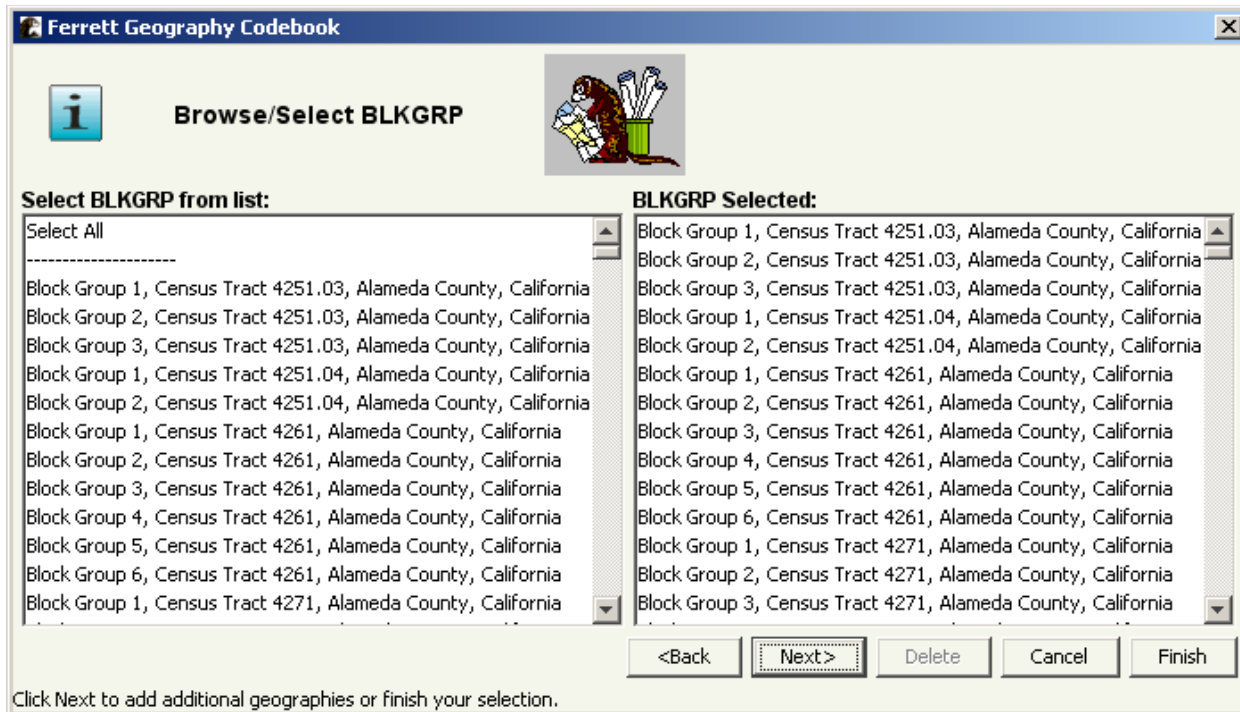 Ferrett Geography Codebook
Browse/Select BLKGRP
Select BLKGRP from list:
Select All
----------------------
Block Group 1, Census Tract 4251.03, Alameda County, California
Block Group 2, Census Tract 4251.03, Alameda County, California
Block Group 3, Census Tract 4251.03, Alameda County, California
Block Group 1, Census Tract 4251.04, Alameda County, California
Block Group 2, Census Tract 4251.04, Alameda County, California
Block Group 1, Census Tract 4261, Alameda County, California
Block Group 2, Census Tract 4261, Alameda County, California
Block Group 3, Census Tract 4261, Alameda County, California
Block Group 4, Census Tract 4261, Alameda County, California
Block Group 5, Census Tract 4261, Alameda County, California
Block Group 6, Census Tract 4261, Alameda County, California
Block Group 1, Census Tract 4271, Alameda County, California
BLKGRP Selected:
Block Group 1, Census Tract 4251.03, Alameda County, California
Block Group 2, Census Tract 4251.03, Alameda County, California
Block Group 3, Census Tract 4251.03, Alameda County, California
Block Group 1, Census Tract 4251.04, Alameda County, California
Block Group 2, Census Tract 4251.04, Alameda County, California
Block Group 1, Census Tract 4261, Alameda County, California
Block Group 2, Census Tract 4261, Alameda County, California
Block Group 3, Census Tract 4261, Alameda County, California
Block Group 4, Census Tract 4261, Alameda County, California
Block Group 5, Census Tract 4261, Alameda County, California
Block Group 6, Census Tract 4261, Alameda County, California
Block Group 1, Census Tract 4271, Alameda County, California
Block Group 2, Census Tract 4271, Alameda County, California
Block Group 3, Census Tract 4271, Alameda County, California
<Back Next> Delete Cancel Finish
Click Next to add additional geographies or finish your selection.